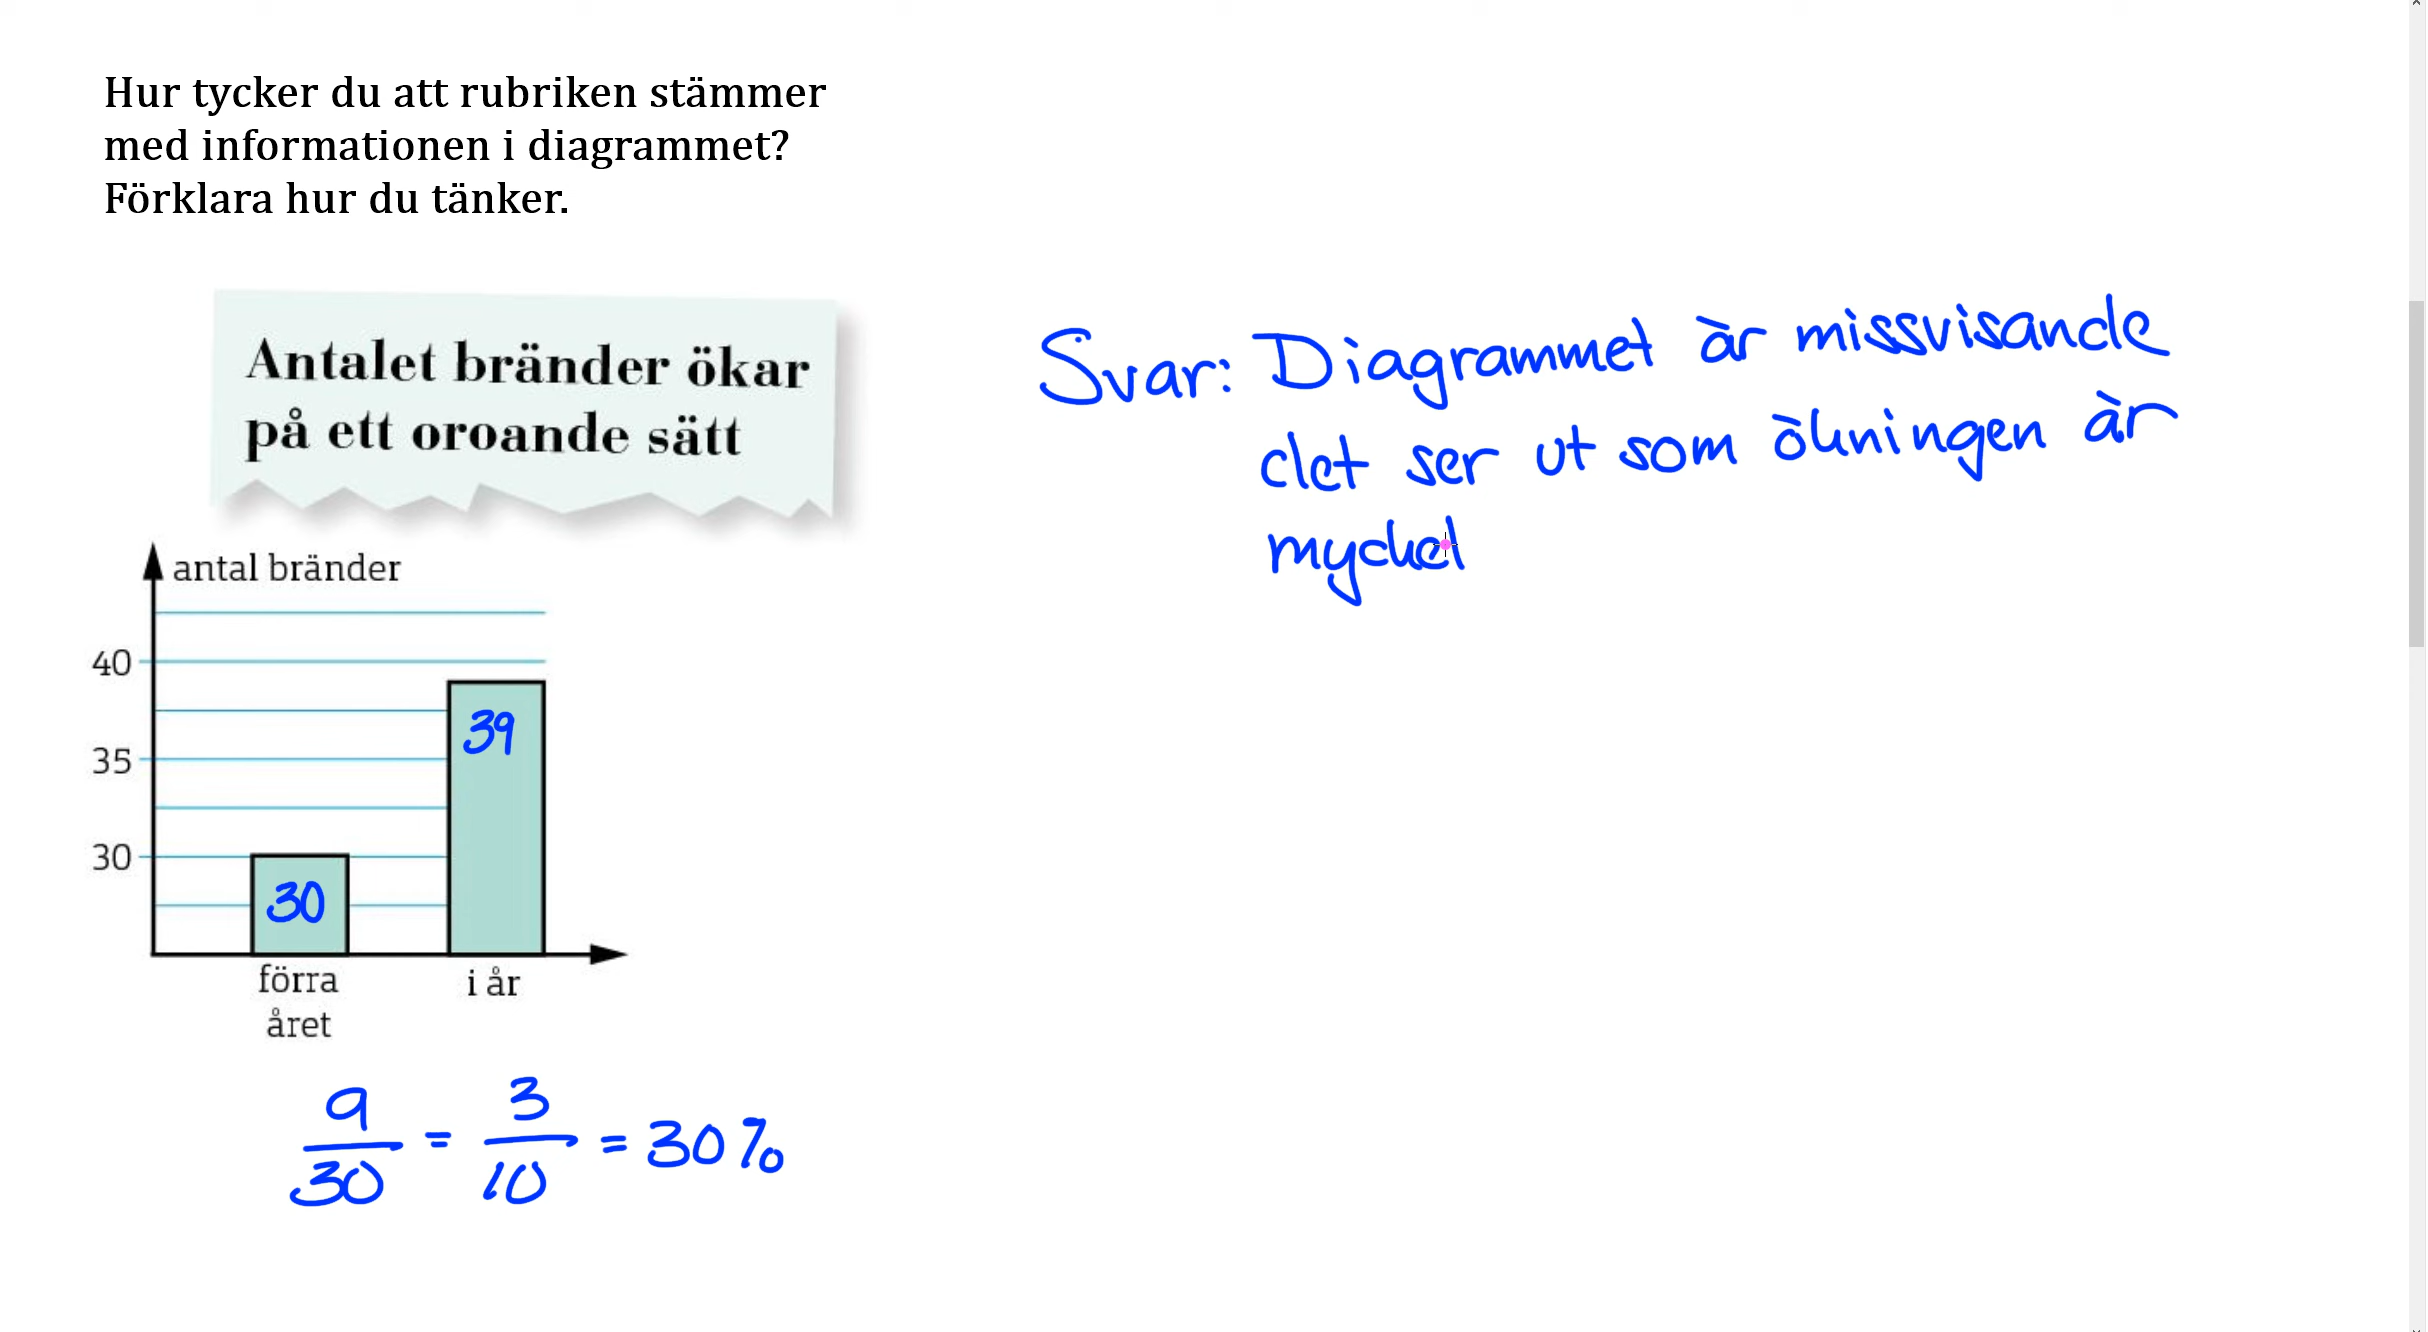 Hur tycker du att rubriken stämmer
med informationen i diagrammet?
Förklara hur du tänker.
Antalet bränder ökar
på ett oroande sätt
Svar: Diagrammet är missvisande
det ser ut som ökningen är
mycket
antal bränder
40
35
30
39
30
förra
året
i år
9/30 = 3/10 = 30%